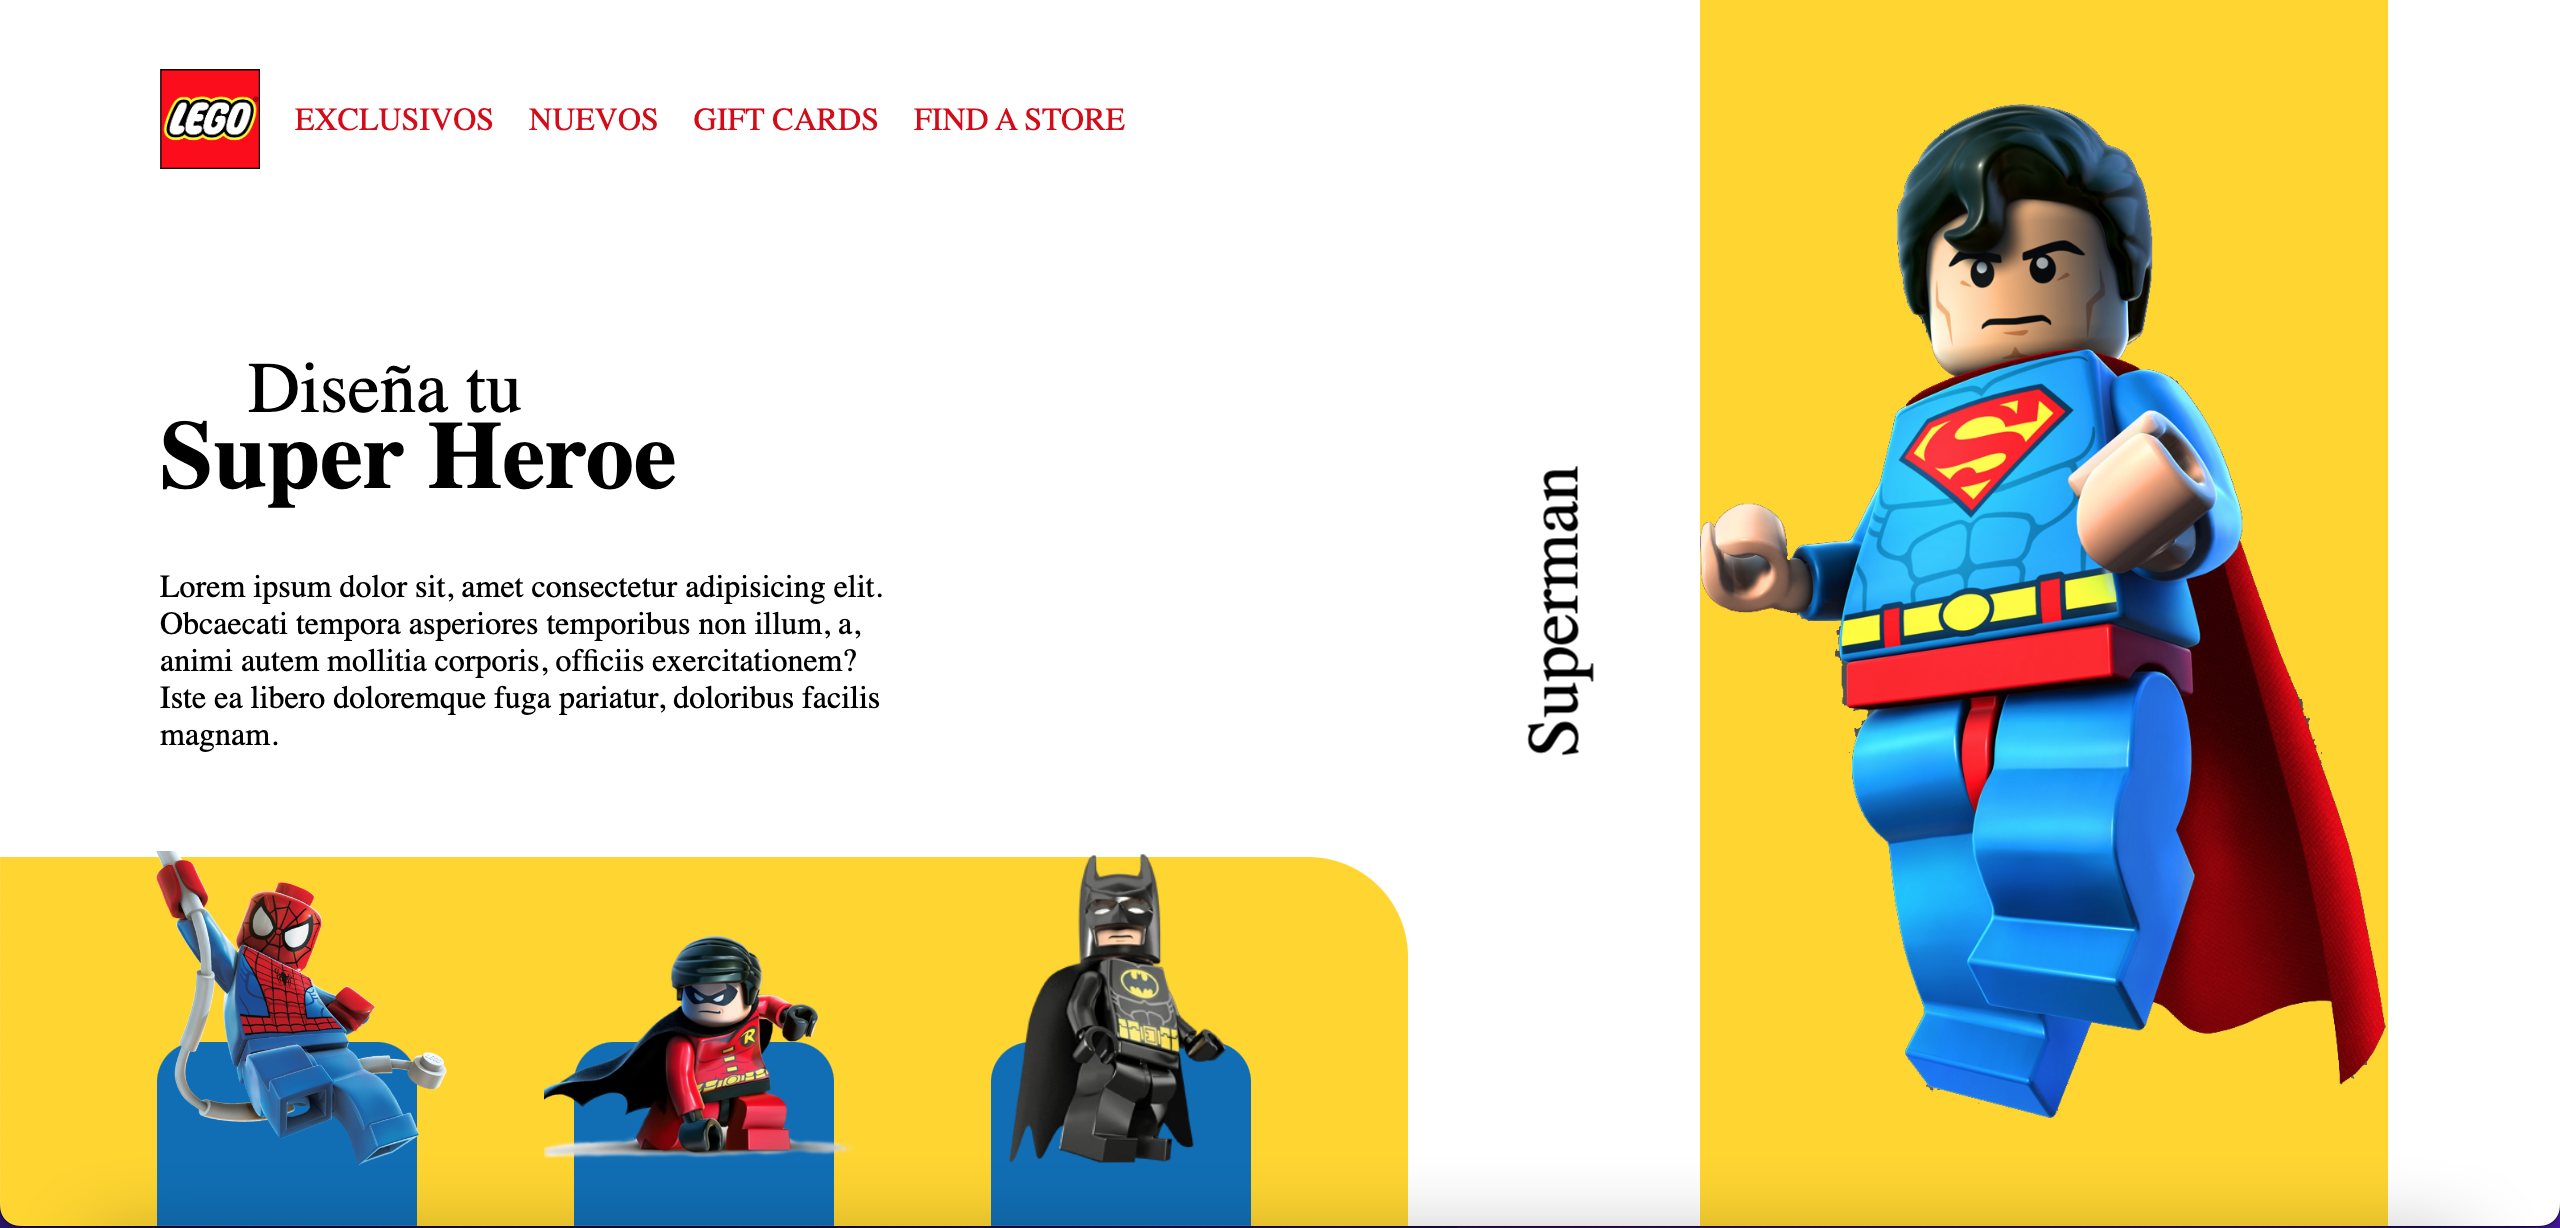 LEGO
EXCLUSIVOS NUEVOS GIFT CARDS FIND A STORE
Diseña tu
Super Heroe
Lorem ipsum dolor sit, amet consectetur adipisicing elit.
Obcaecati tempora asperiores temporibus non illum, a,
animi autem mollitia corporis, officiis exercitationem?
Iste ea libero doloremque fuga pariatur, doloribus facilis
magnam.
Superman
S
R